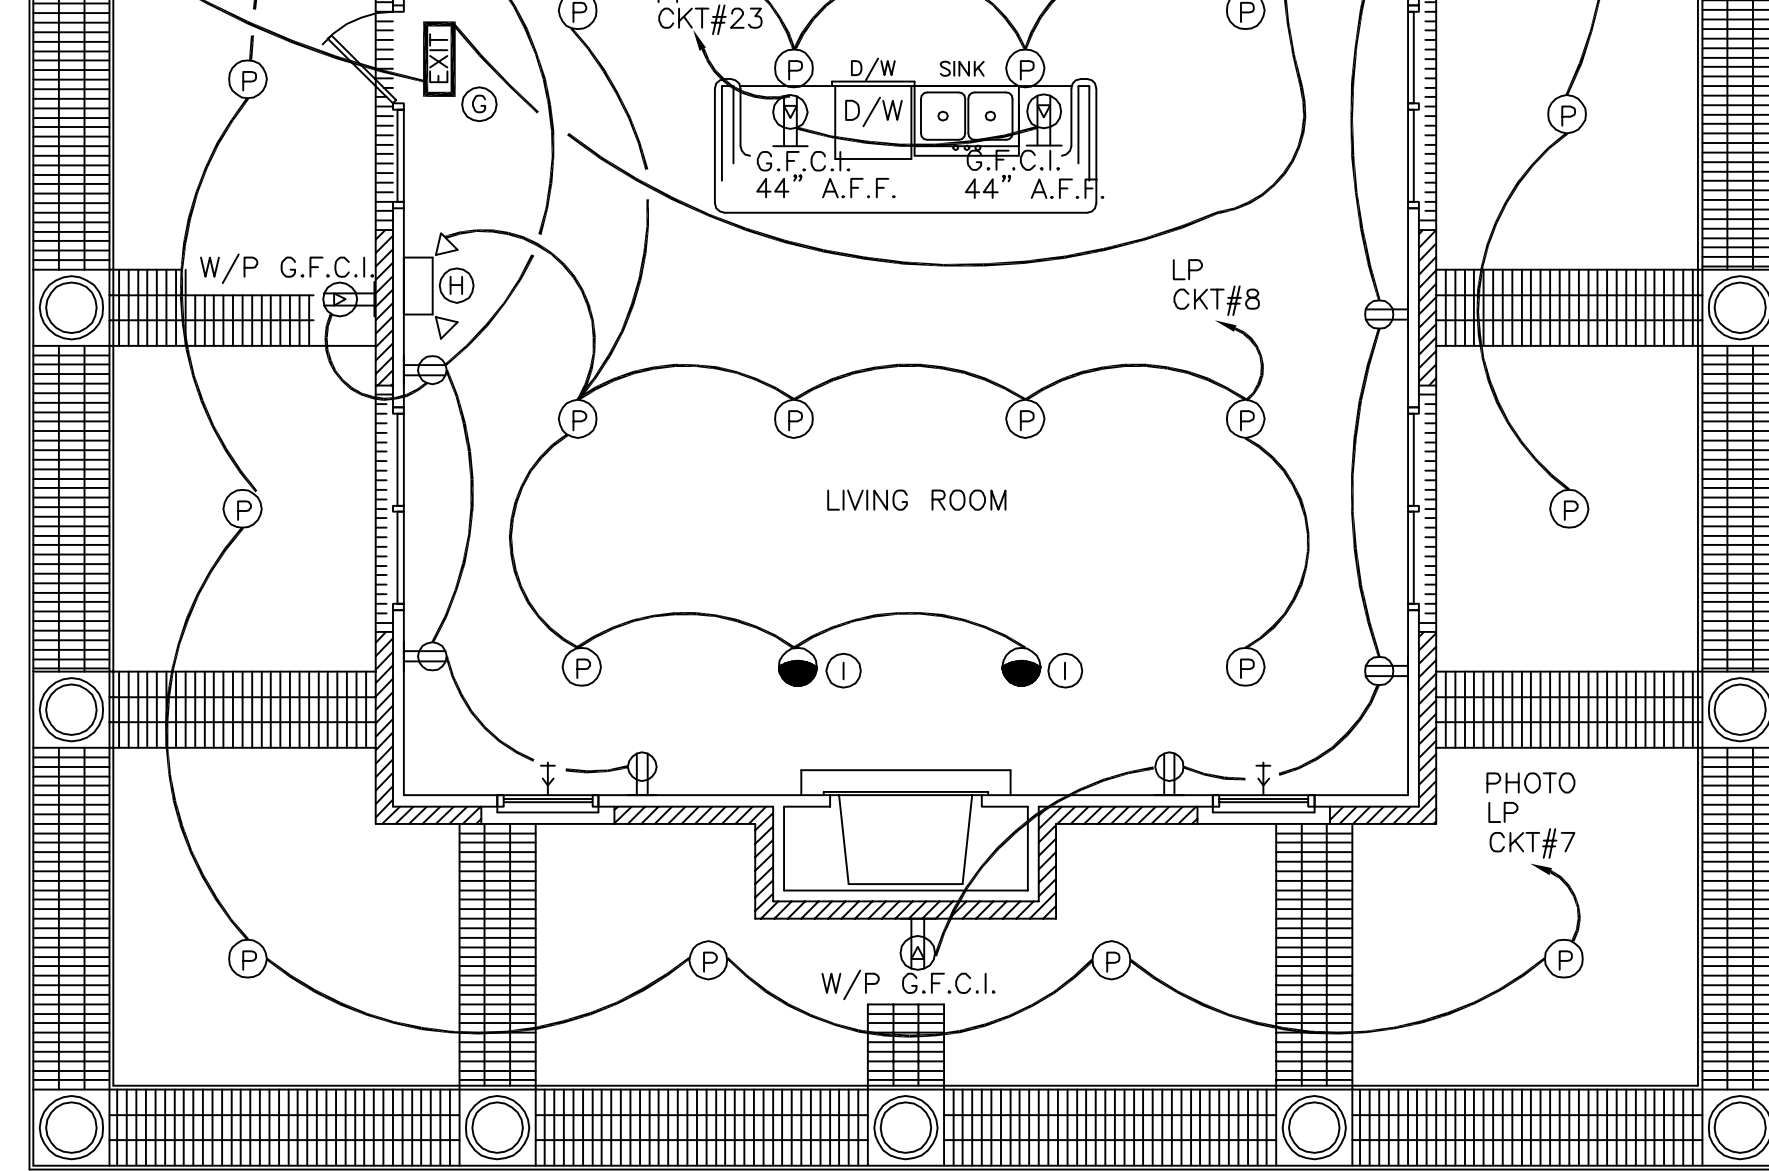 P
CKT#23
P
EXIT
P
D/W
SINK
P
P
G
D/W
P
G.F.C.I.
44” A.F.F.
G.F.C.I.
44” A.F.F.
W/P G.F.C.I.
H
LP
CKT#8
P
P
P
P
LIVING ROOM
P
P
P
I
I
P
PHOTO
LP
CKT#7
P
P
P
P
W/P G.F.C.I.